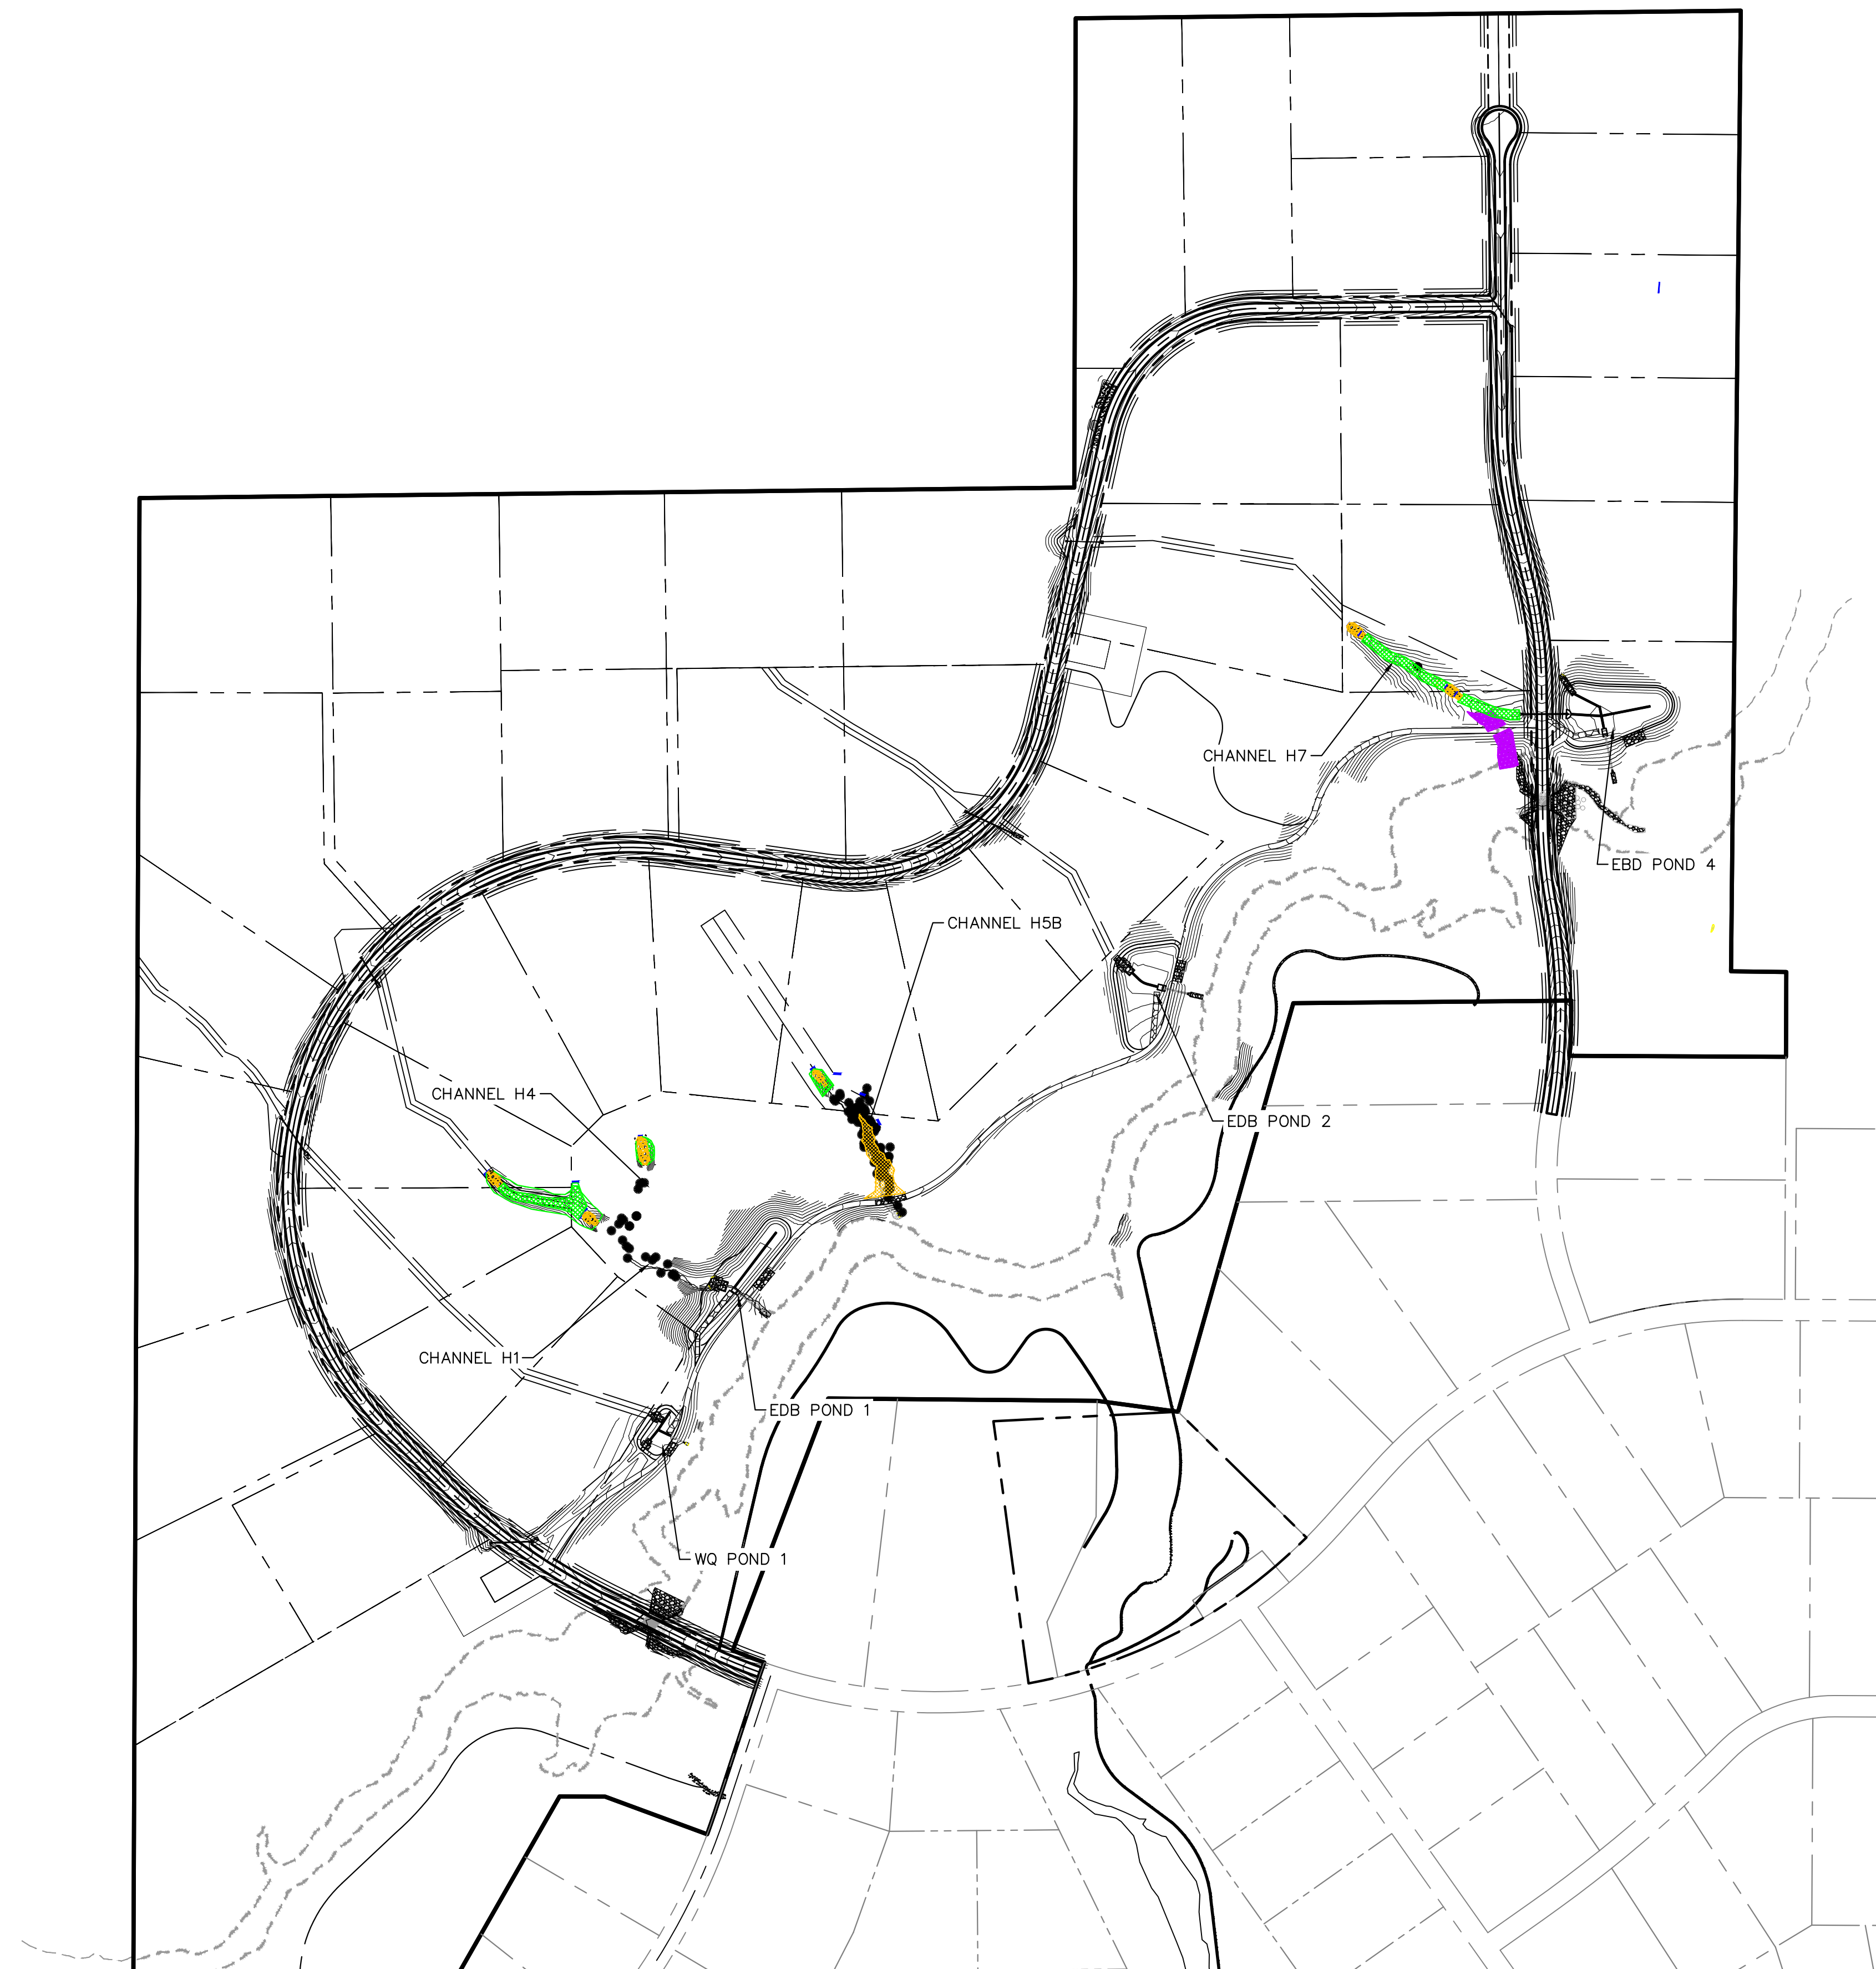 CHANNEL H7
EBD POND 4
CHANNEL H5B
CHANNEL H4
EDB POND 2
CHANNEL H1
EDB POND 1
WQ POND 1